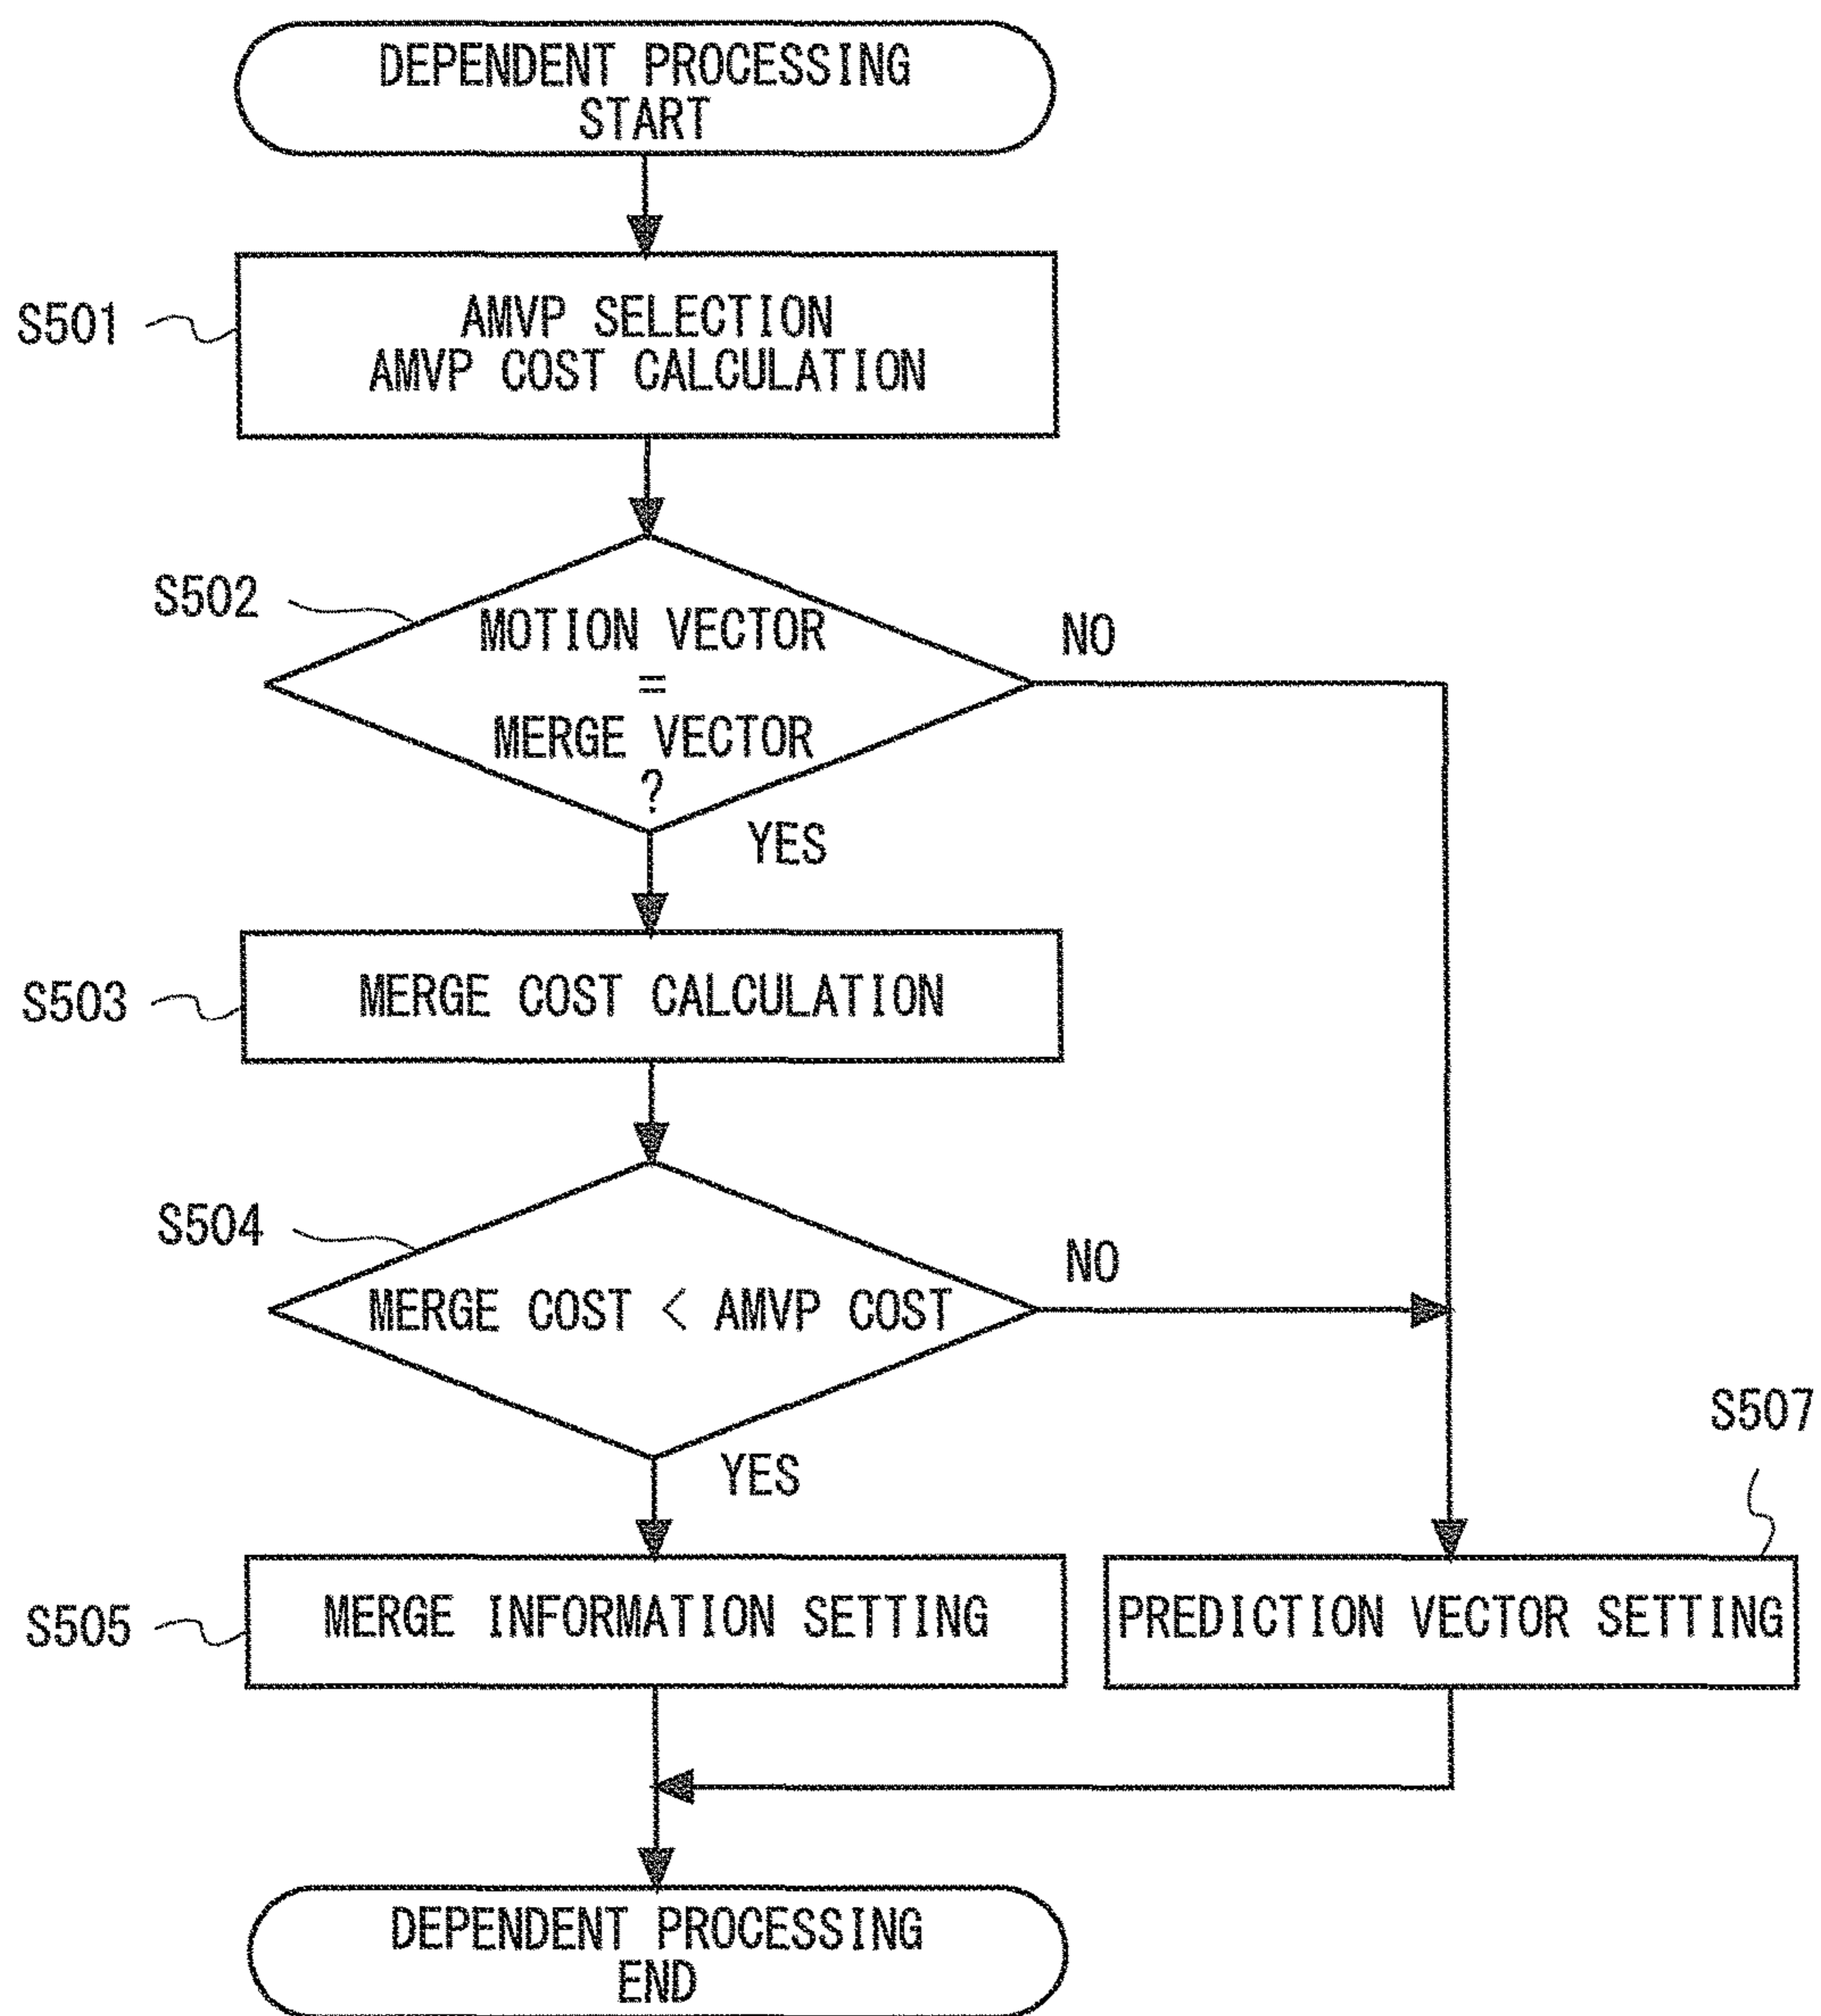 DEPENDENT PROCESSING
START
S501
AMVP SELECTION
AMVP COST CALCULATION
S502
MOTION VECTOR
=
MERGE VECTOR
?
NO
YES
S503
MERGE COST CALCULATION
S504
MERGE COST < AMVP COST
NO
YES
S507
S505
MERGE INFORMATION SETTING
PREDICTION VECTOR SETTING
DEPENDENT PROCESSING
END